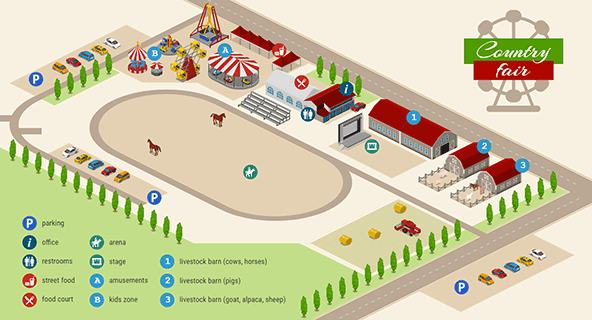 Country
fair
P
B
A
i
1
2
3
P
P
P parking
i office
restrooms
street food
food court
arena
stage
A amusements
B kids zone
1 livestock barn (cows, horses)
2 livestock barn (pigs)
3 livestock barn (goat, alpaca, sheep)